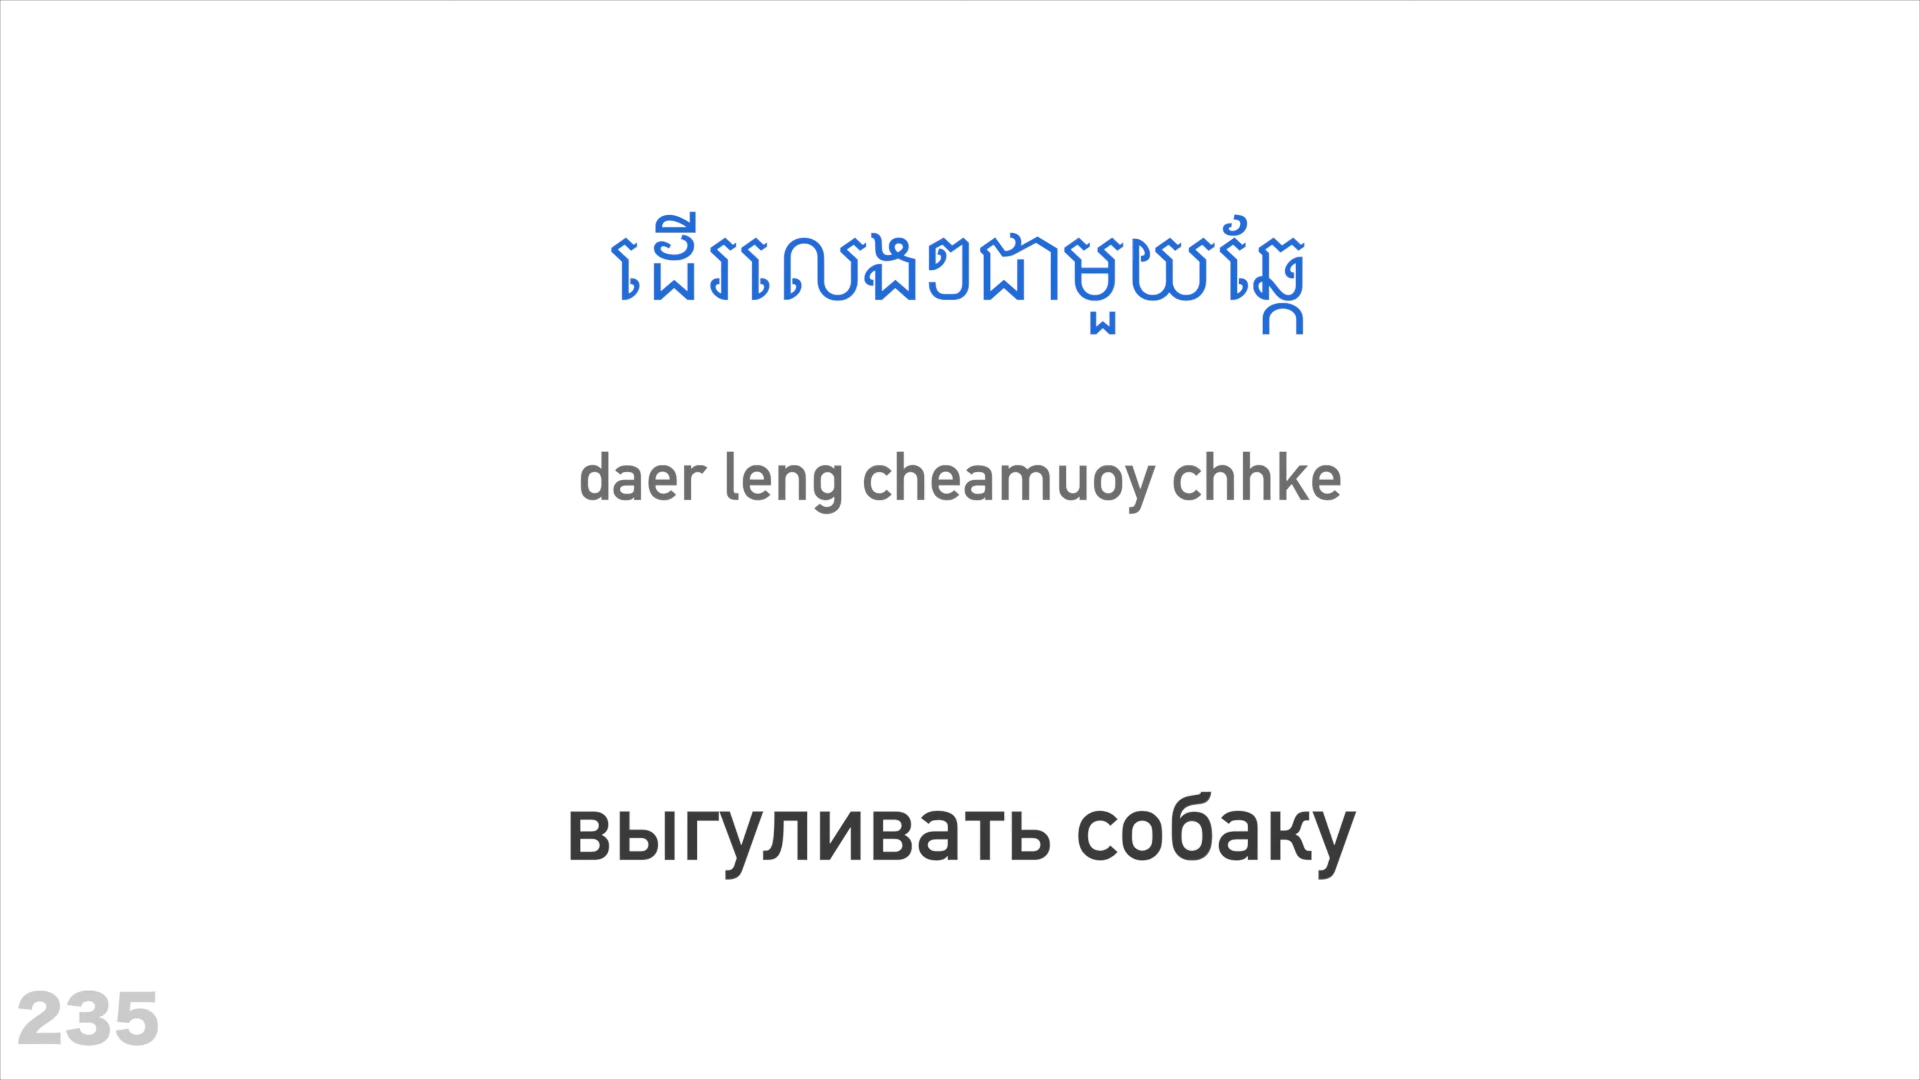 ដើរលេងៗជាមួយឆ្កែ
daer leng cheamuoy chhke
выгуливать собаку
235